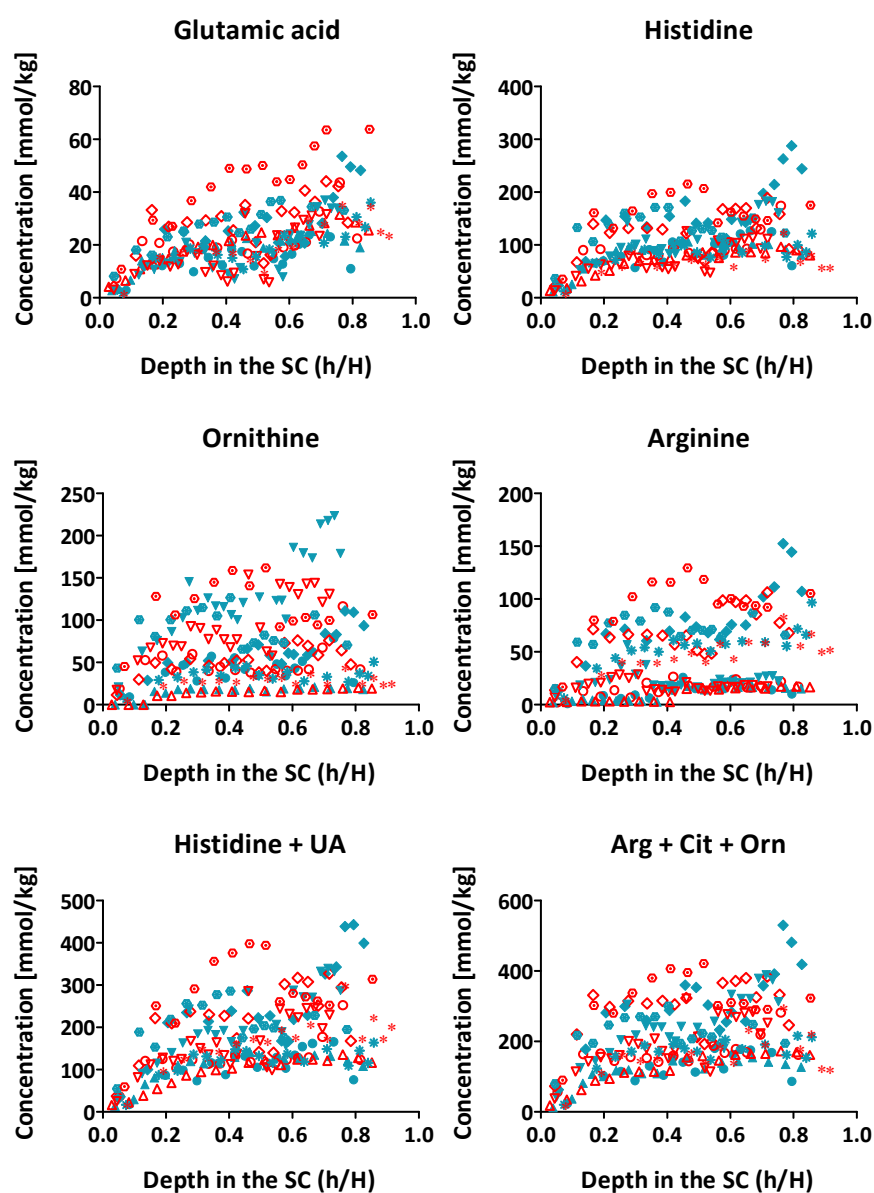 Glutamic acid
Histidine
Concentration [mmol/kg]
80
60
40
20
0
0.0 0.2 0.4 0.6 0.8 1.0
Depth in the SC (h/H)
Concentration [mmol/kg]
400
300
200
100
0
0.0 0.2 0.4 0.6 0.8 1.0
Depth in the SC (h/H)
Ornithine
Arginine
Concentration [mmol/kg]
250
200
150
100
50
0
0.0 0.2 0.4 0.6 0.8 1.0
Depth in the SC (h/H)
Concentration [mmol/kg]
200
150
100
50
0
0.0 0.2 0.4 0.6 0.8 1.0
Depth in the SC (h/H)
Histidine + UA
Arg + Cit + Orn
Concentration [mmol/kg]
500
400
300
200
100
0
0.0 0.2 0.4 0.6 0.8 1.0
Depth in the SC (h/H)
Concentration [mmol/kg]
600
400
200
0
0.0 0.2 0.4 0.6 0.8 1.0
Depth in the SC (h/H)